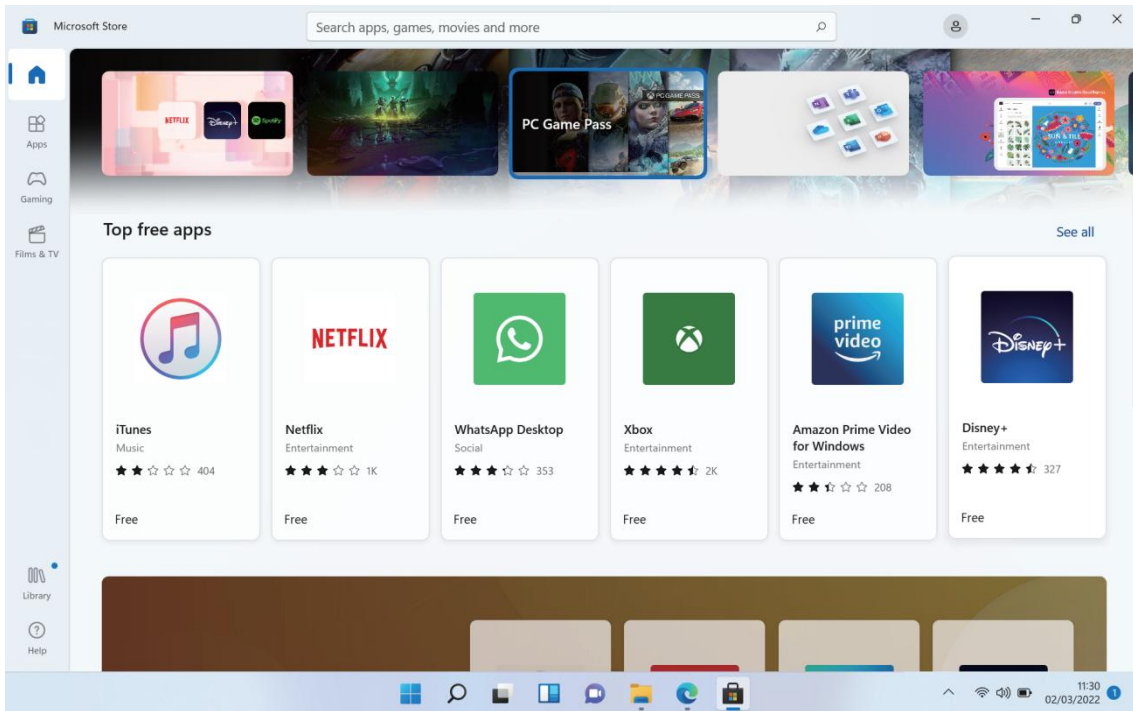 Microsoft Store
Search apps, games, movies and more
Apps
Gaming
Films & TV
Library
Help
NETFLIX
Disney+
Spotify
PC Game Pass
PC GAME PASS
Top free apps
See all
iTunes
Music
404
Free
NETFLIX
Netflix
Entertainment
1K
Free
WhatsApp Desktop
Social
353
Free
Xbox
Entertainment
2K
Free
prime
video
Amazon Prime Video
for Windows
Entertainment
208
Free
Disney+
Disney+
Entertainment
327
Free
11:30
02/03/2022
1